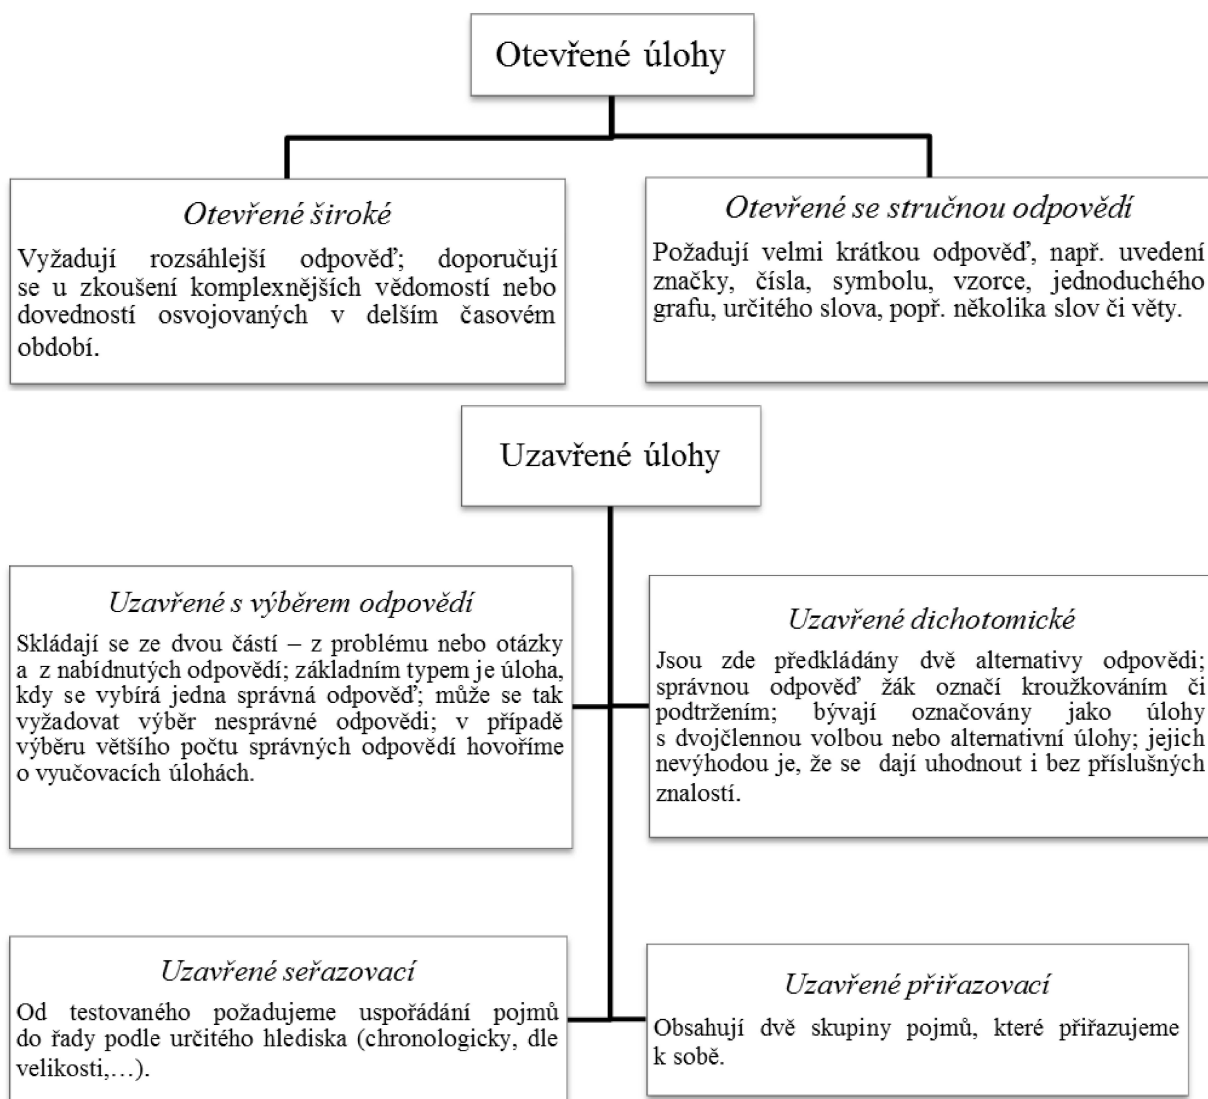 Otevřené úlohy
Otevřené široké
Vyžadují rozsáhlejší odpověď; doporučují
se u zkoušení komplexnějších vědomostí nebo
dovedností osvojovaných v delším časovém
období.
Otevřené se stručnou odpovědí
Požadují velmi krátkou odpověď, např. uvedení
značky, čísla, symbolu, vzorce, jednoduchého
grafu, určitého slova, popř. několika slov či věty.
Uzavřené úlohy
Uzavřené s výběrem odpovědí
Skládají se ze dvou částí – z problému nebo otázky
a z nabídnutých odpovědí; základním typem je úloha,
kdy se vybírá jedna správná odpověď; může se tak
vyžadovat výběr nesprávné odpovědi; v případě
výběru většího počtu správných odpovědí hovoříme
o vyučovacích úlohách.
Uzavřené dichotomické
Jsou zde předkládány dvě alternativy odpovědi;
správnou odpověď žák označí kroužkováním či
podtržením; bývají označovány jako úlohy
s dvojčlennou volbou nebo alternativní úlohy; jejich
nevýhodou je, že se dají uhodnout i bez příslušných
znalostí.
Uzavřené seřazovací
Od testovaného požadujeme uspořádání pojmů
do řady podle určitého hlediska (chronologicky, dle
velikosti,…).
Uzavřené přiřazovací
Obsahují dvě skupiny pojmů, které přiřazujeme
k sobě.